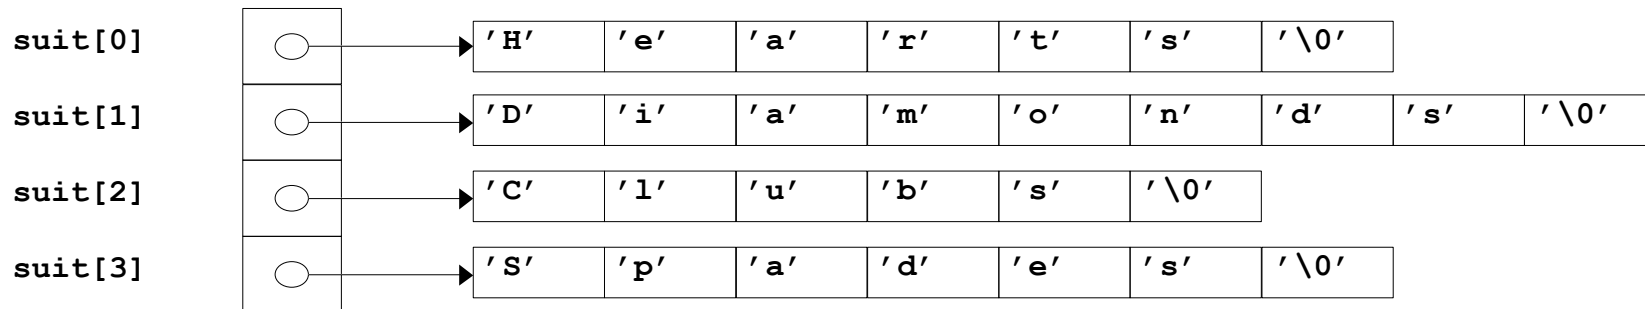 suit[0] 'H' 'e' 'a' 'r' 't' 's' '\0'
suit[1] 'D' 'i' 'a' 'm' 'o' 'n' 'd' 's' '\0'
suit[2] 'C' 'l' 'u' 'b' 's' '\0'
suit[3] 'S' 'p' 'a' 'd' 'e' 's' '\0'